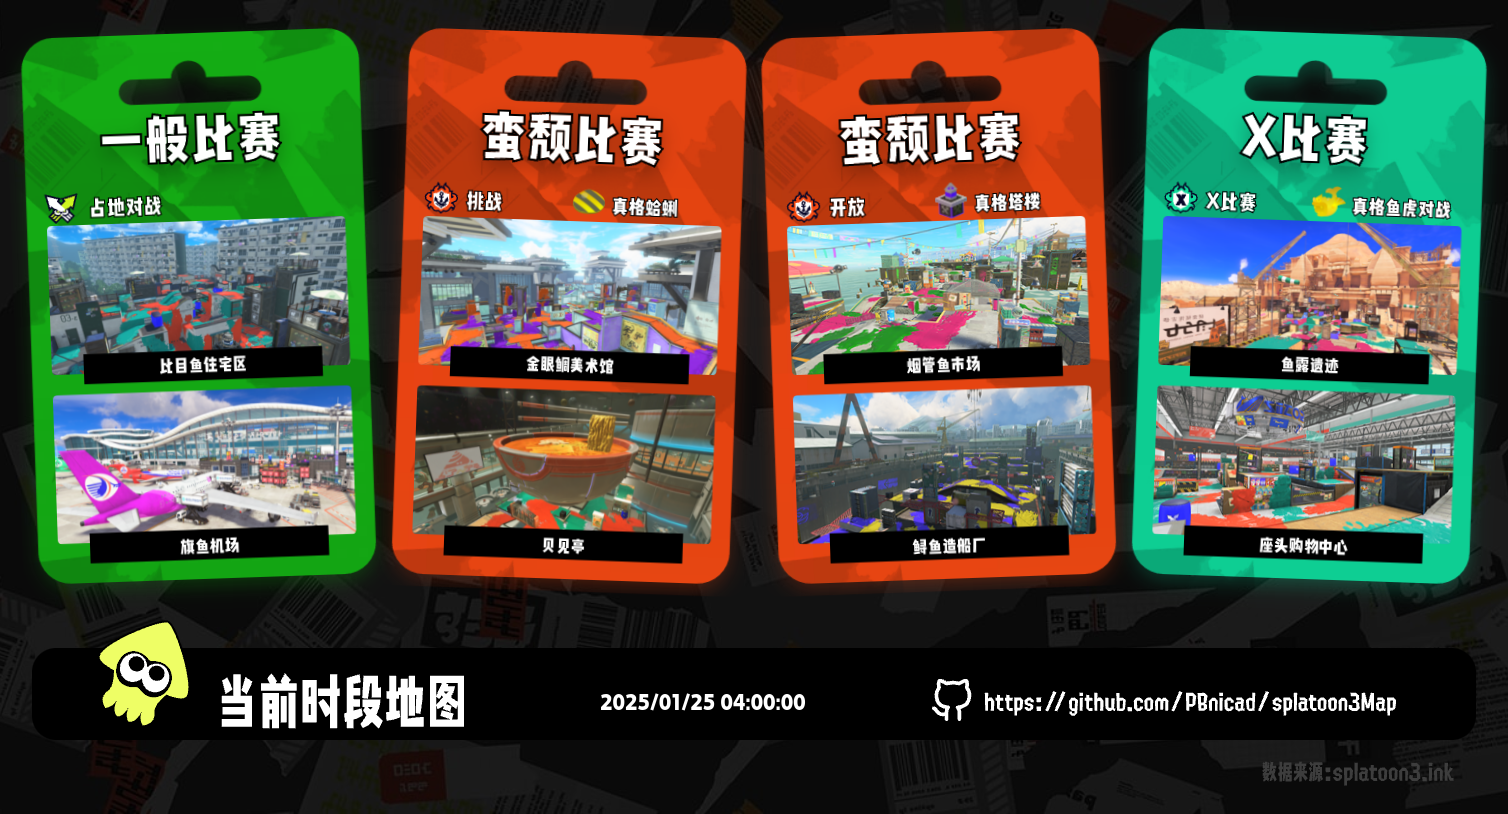 一般比赛
占地对战
比目鱼住宅区
旗鱼机场
蛮颓比赛
挑战
真格蛤蜊
金眼鲷美术馆
贝见亭
蛮颓比赛
开放
真格塔楼
烟管鱼市场
鲟鱼造船厂
X比赛
X比赛
真格鱼虎对战
鱼露遗迹
座头购物中心
当前时段地图
2025/01/25 04:00:00
https://github.com/PBnicad/splatoon3Map
数据来源:splatoon3.ink